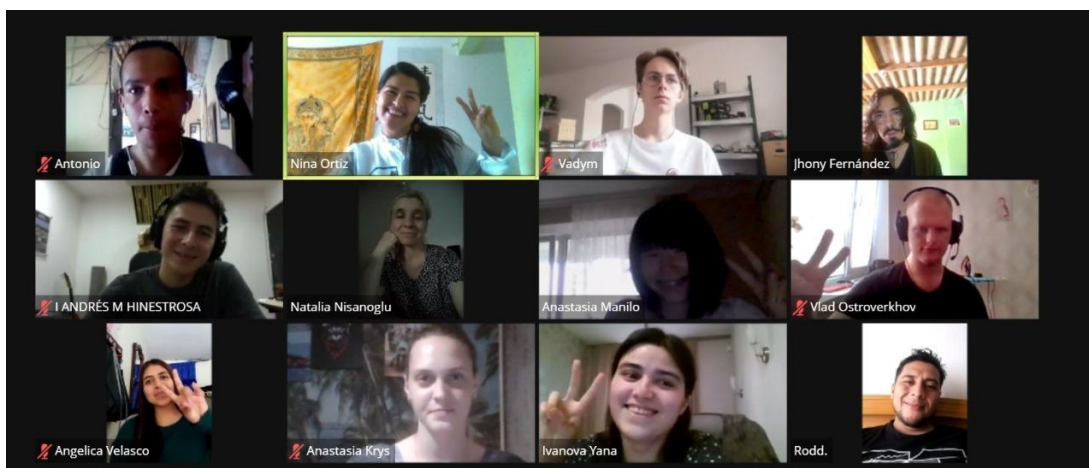 Antonio
Nina Ortiz
Vadym
Jhony Fernández
I ANDRÉS M HINESTROSA
Natalia Nisanoglu
Anastasia Manilo
Vlad Ostroverkhov
Angelica Velasco
Anastasia Krys
Ivanova Yana
Rodd.